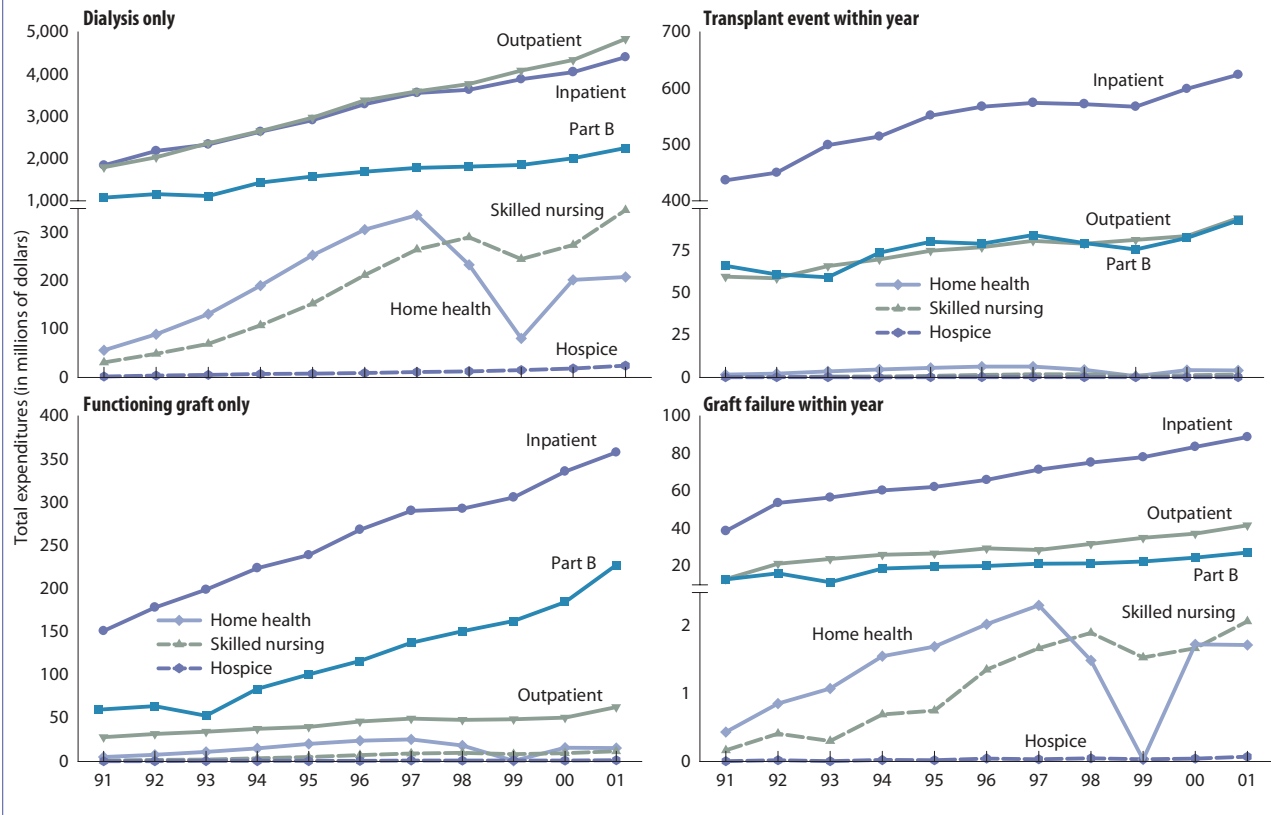 Total expenditures (in millions of dollars)
Dialysis only
5,000
4,000
3,000
2,000
1,000
300
200
100
0
Outpatient
Inpatient
Part B
Skilled nursing
Home health
Hospice
Transplant event within year
700
600
500
400
75
50
25
0
Inpatient
Outpatient
Part B
Home health
Skilled nursing
Hospice
Functioning graft only
400
350
300
250
200
150
100
50
0
Inpatient
Part B
Home health
Skilled nursing
Hospice
Outpatient
91 92 93 94 95 96 97 98 99 00 01
Graft failure within year
100
80
60
40
20
2
1
0
Inpatient
Outpatient
Part B
Skilled nursing
Home health
Hospice
91 92 93 94 95 96 97 98 99 00 01